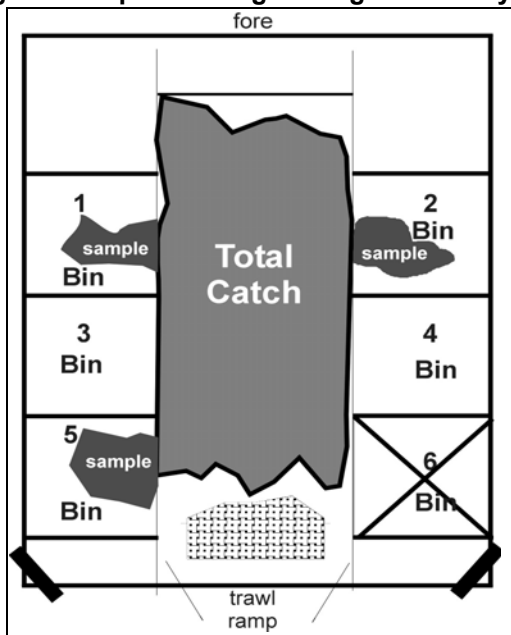 fore
1
sample
Bin
2
Bin
sample
Total
Catch
3
Bin
4
Bin
5
sample
Bin
6
Bin
trawl
ramp